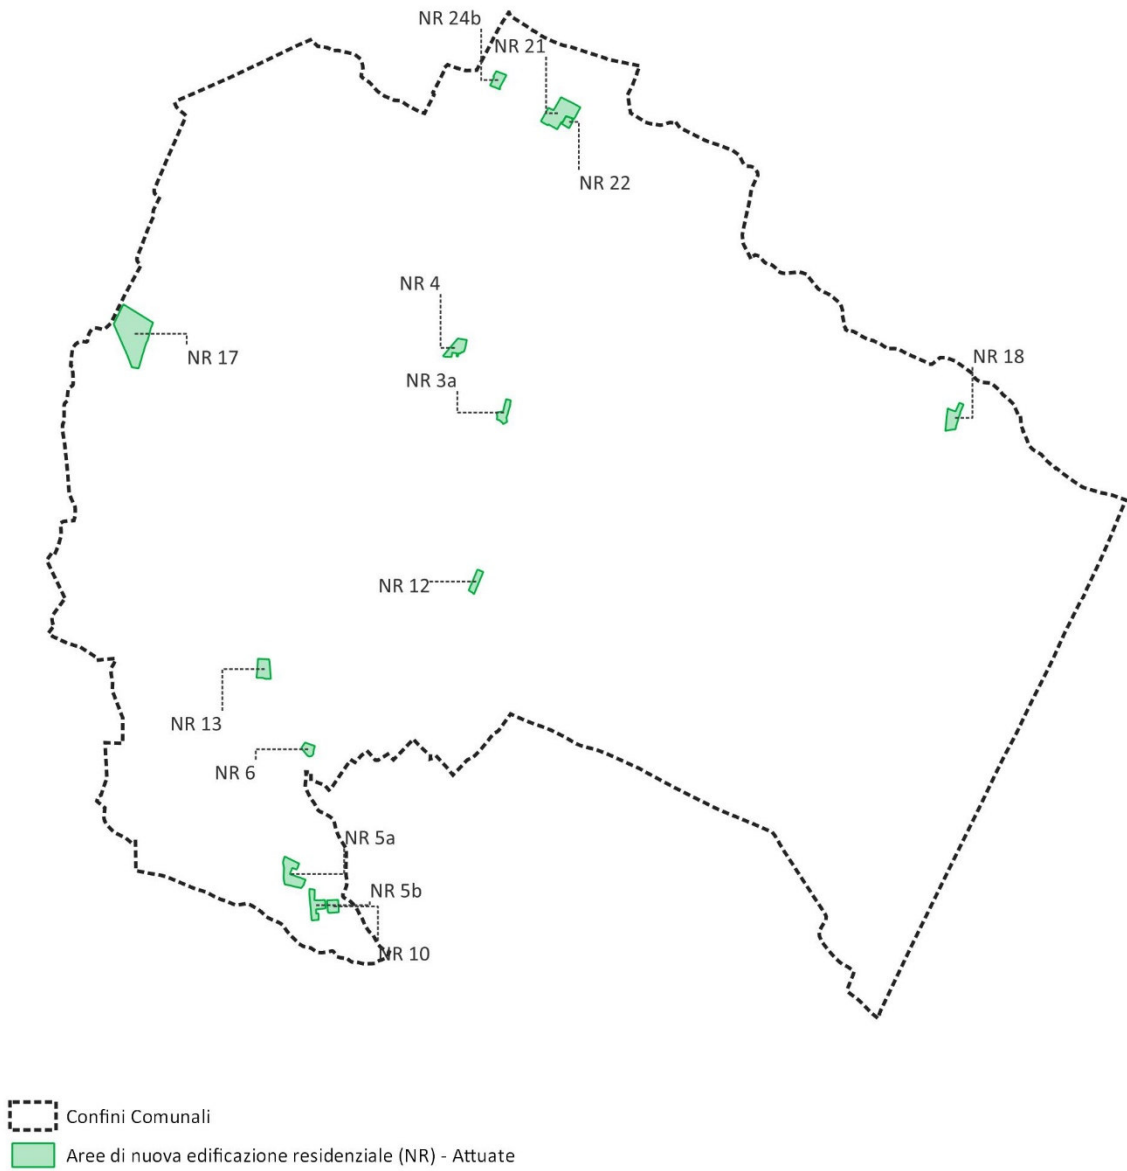 NR 24b
NR 21
NR 22
NR 4
NR 17
NR 3a
NR 18
NR 12
NR 13
NR 6
NR 5a
NR 5b
NR 10
Confini Comunali
Aree di nuova edificazione residenziale (NR) - Attuate